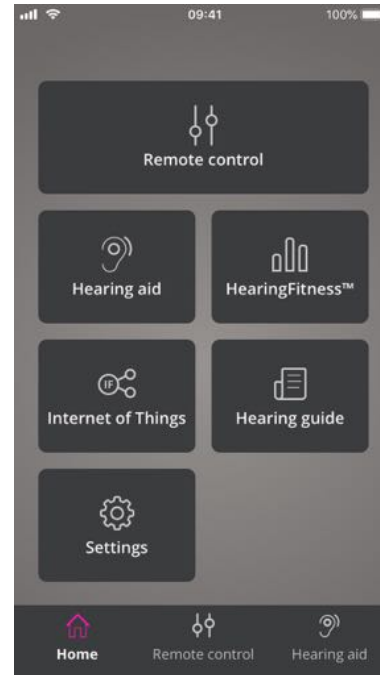 09:41 100%
Remote control
Hearing aid HearingFitness™
IF
Internet of Things Hearing guide
Settings
Home Remote control Hearing aid